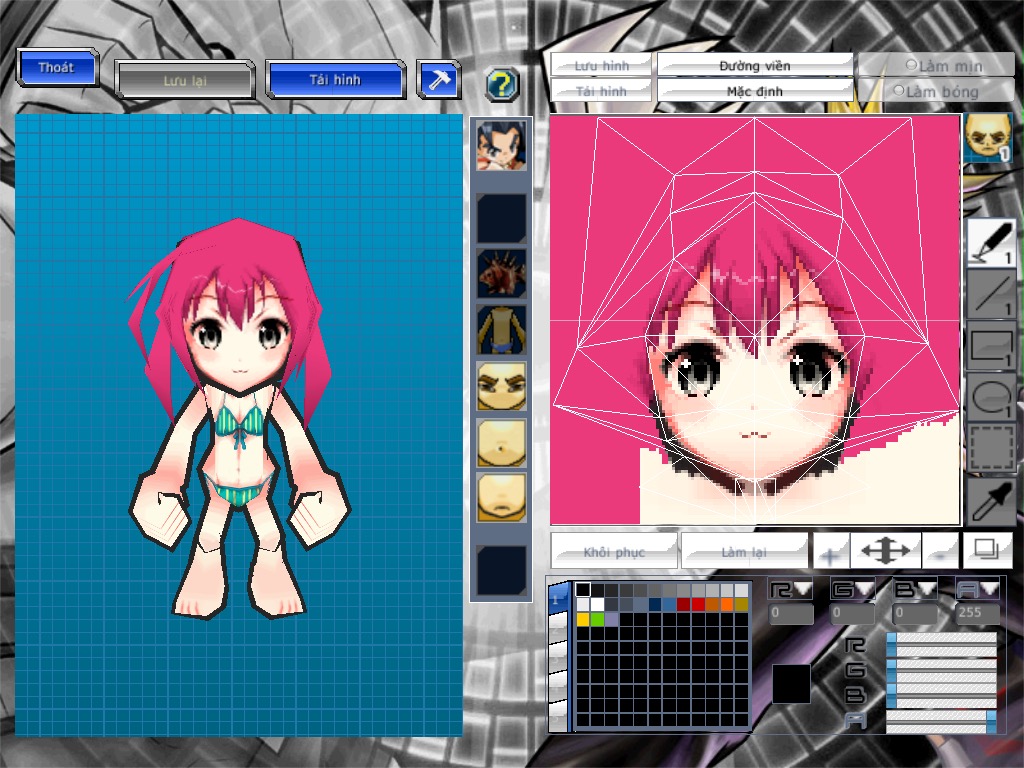 Thoát
Lưu lại
Tải hình
?
Lưu hình
Đường viền
Làm mịn
Tải hình
Mặc định
Làm bóng
1
1
1
1
1
Khôi phục
Làm lại
1
R
G
B
A
0
0
0
255
R
G
B
A